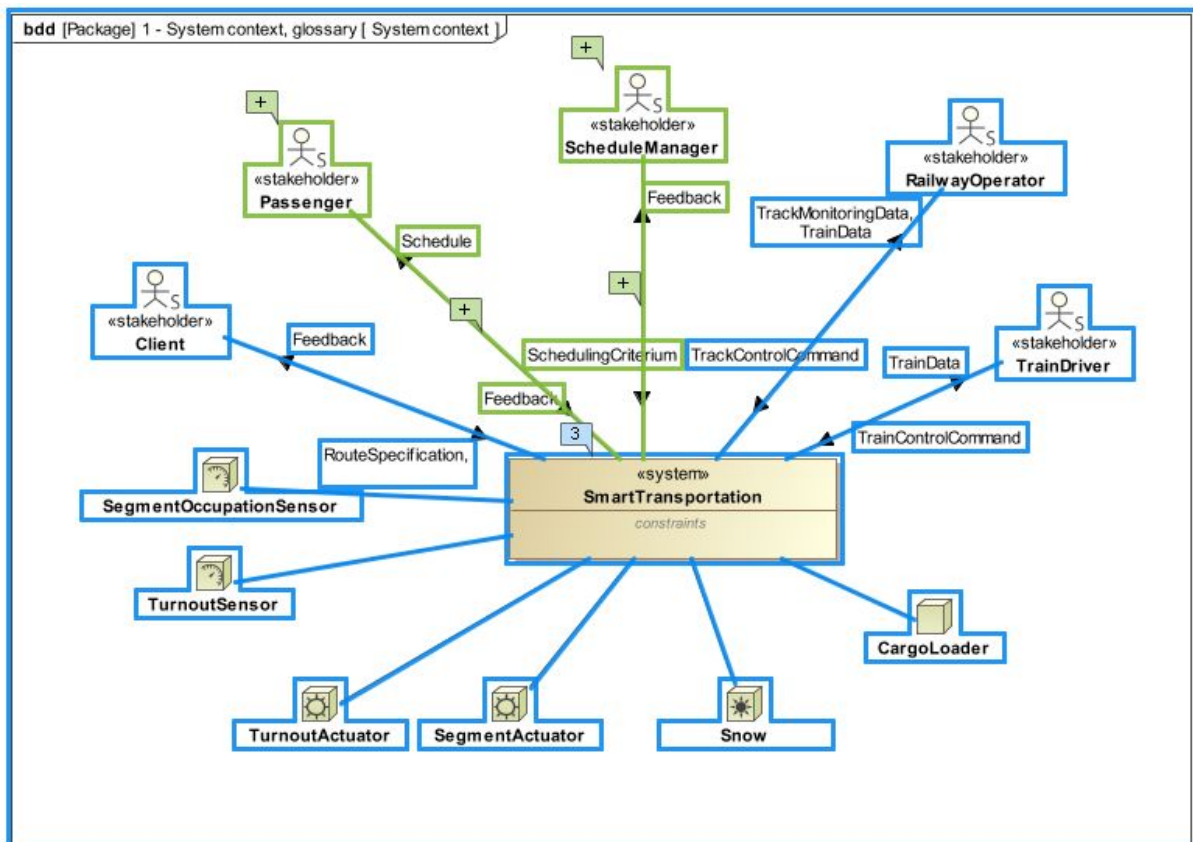 bdd [Package] 1 - System context, glossary [ System context ]
+
«stakeholder»
ScheduleManager
+
«stakeholder»
Passenger
«stakeholder»
RailwayOperator
Feedback
TrackMonitoringData,
TrainData
Schedule
+
+
«stakeholder»
Client
Feedback
«stakeholder»
TrainDriver
SchedulingCriterium
TrackControlCommand
TrainData
Feedback
3
TrainControlCommand
RouteSpecification,
«system»
SmartTransportation
constraints
SegmentOccupationSensor
TurnoutSensor
CargoLoader
TurnoutActuator
SegmentActuator
Snow
S
S
S
S
S